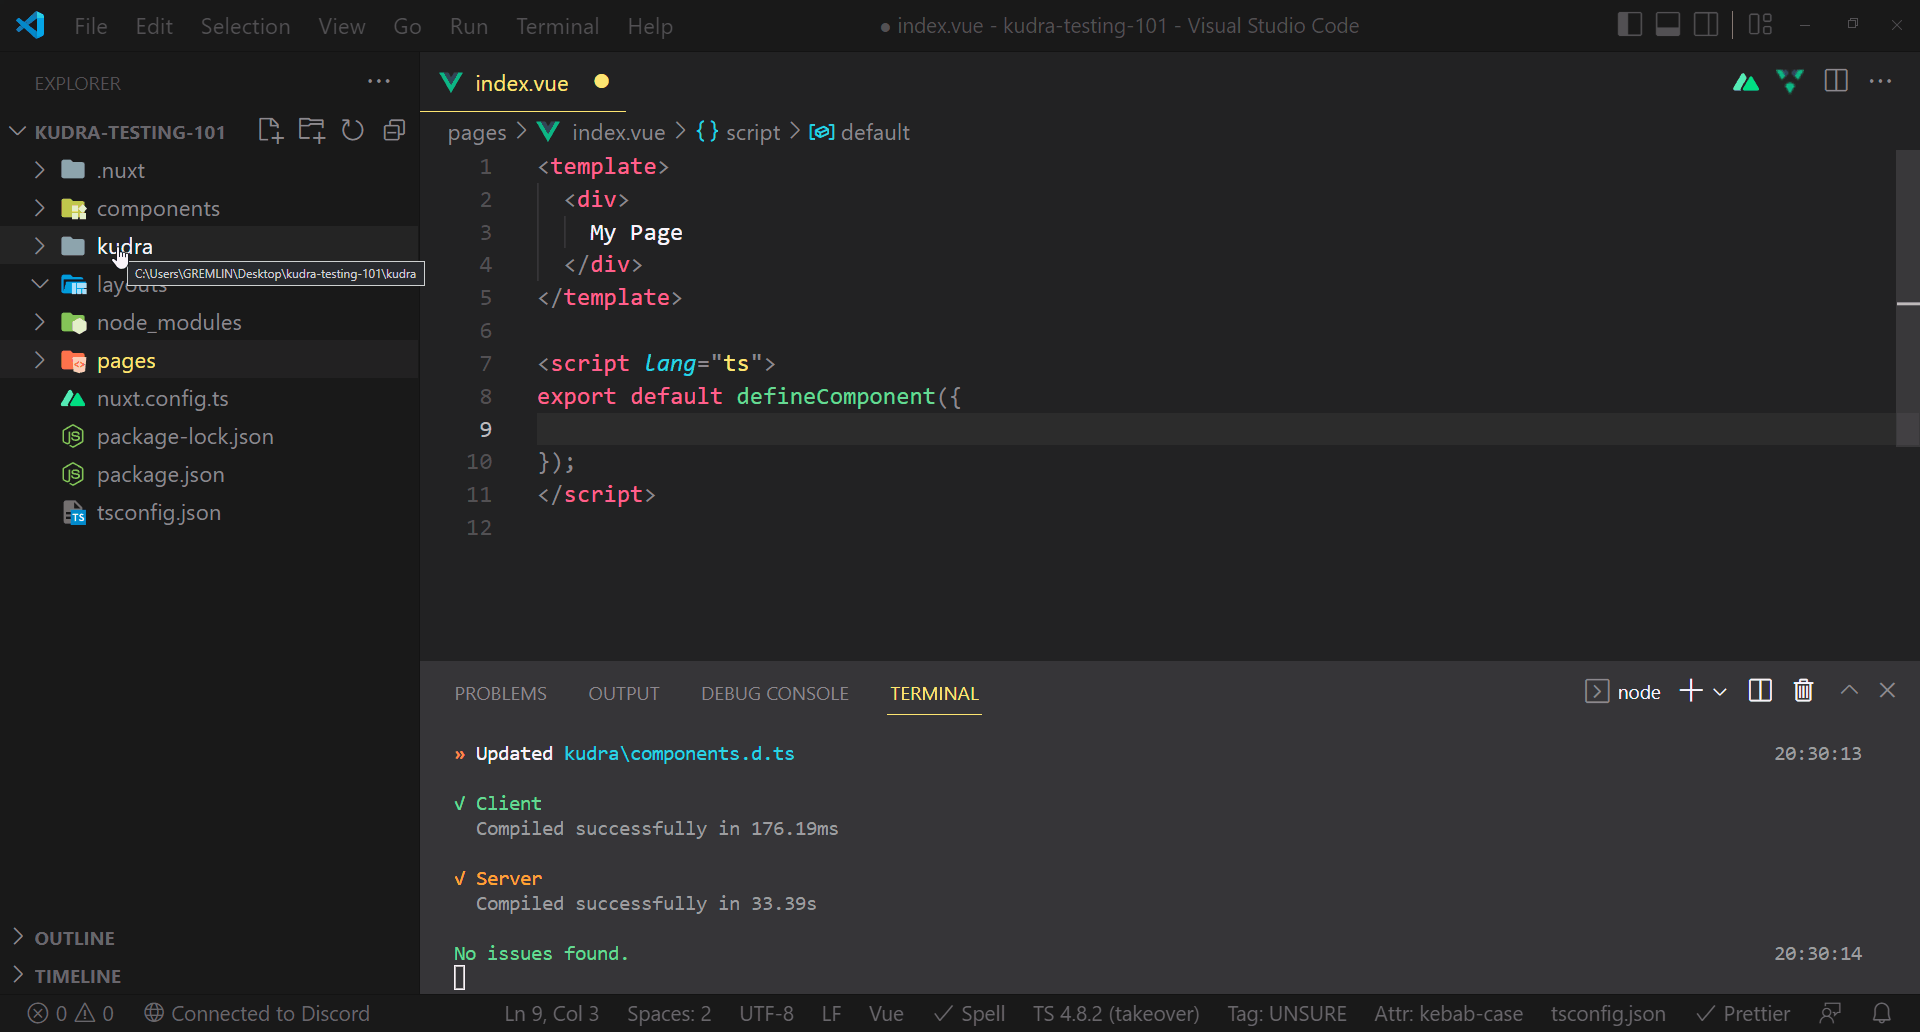 File Edit Selection View Go Run Terminal Help
● index.vue - kudra-testing-101 - Visual Studio Code
EXPLORER
KUDRA-TESTING-101
.nuxt
components
kudra
C:\Users\GREMLIN\Desktop\kudra-testing-101\kudra
layouts
node_modules
pages
nuxt.config.ts
package-lock.json
package.json
tsconfig.json
OUTLINE
TIMELINE
index.vue
pages > index.vue > {} script > default
1 <template>
2 <div>
3 My Page
4 </div>
5 </template>
6
7 <script lang="ts">
8 export default defineComponent({
9
10 });
11 </script>
12
PROBLEMS OUTPUT DEBUG CONSOLE TERMINAL
node
» Updated kudra\components.d.ts 20:30:13
√ Client
Compiled successfully in 176.19ms
√ Server
Compiled successfully in 33.39s
No issues found. 20:30:14
0 0 Connected to Discord Ln 9, Col 3 Spaces: 2 UTF-8 LF Vue ✓ Spell TS 4.8.2 (takeover) Tag: UNSURE Attr: kebab-case tsconfig.json ✓ Prettier